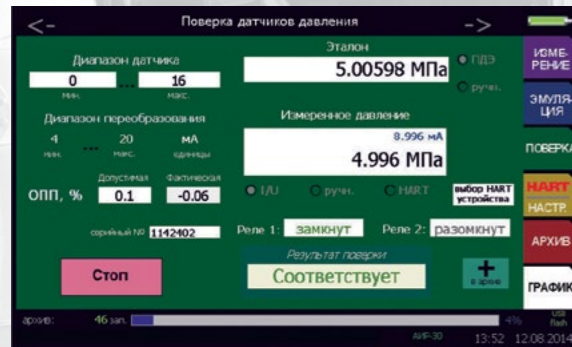 <- Поверка датчиков давления ->
Диапазон датчика
0 ... 16
мин. макс.
Диапазон преобразования
4 ... 20 мА
мин. макс. единицы
Допустимая Фактическая
ОПП, % 0.1 -0.06
серийный № 1142402
Стоп
Эталон
5.00598 МПа
ПДЭ
ручн.
Измеренное давление
8.996 мА
4.996 МПа
I/U ручн. HART
выбор HART
устройства
Реле 1: замкнут Реле 2: разомкнут
Результат поверки
Соответствует
+
в архив
ИЗМЕ-
РЕНИЕ
ЭМУЛЯ-
ЦИЯ
ПОВЕРКА
HART
НАСТР.
АРХИВ
ГРАФИК
архив: 46 зап. 4% USB
flash
АИР-30 13:52 12.08.2014